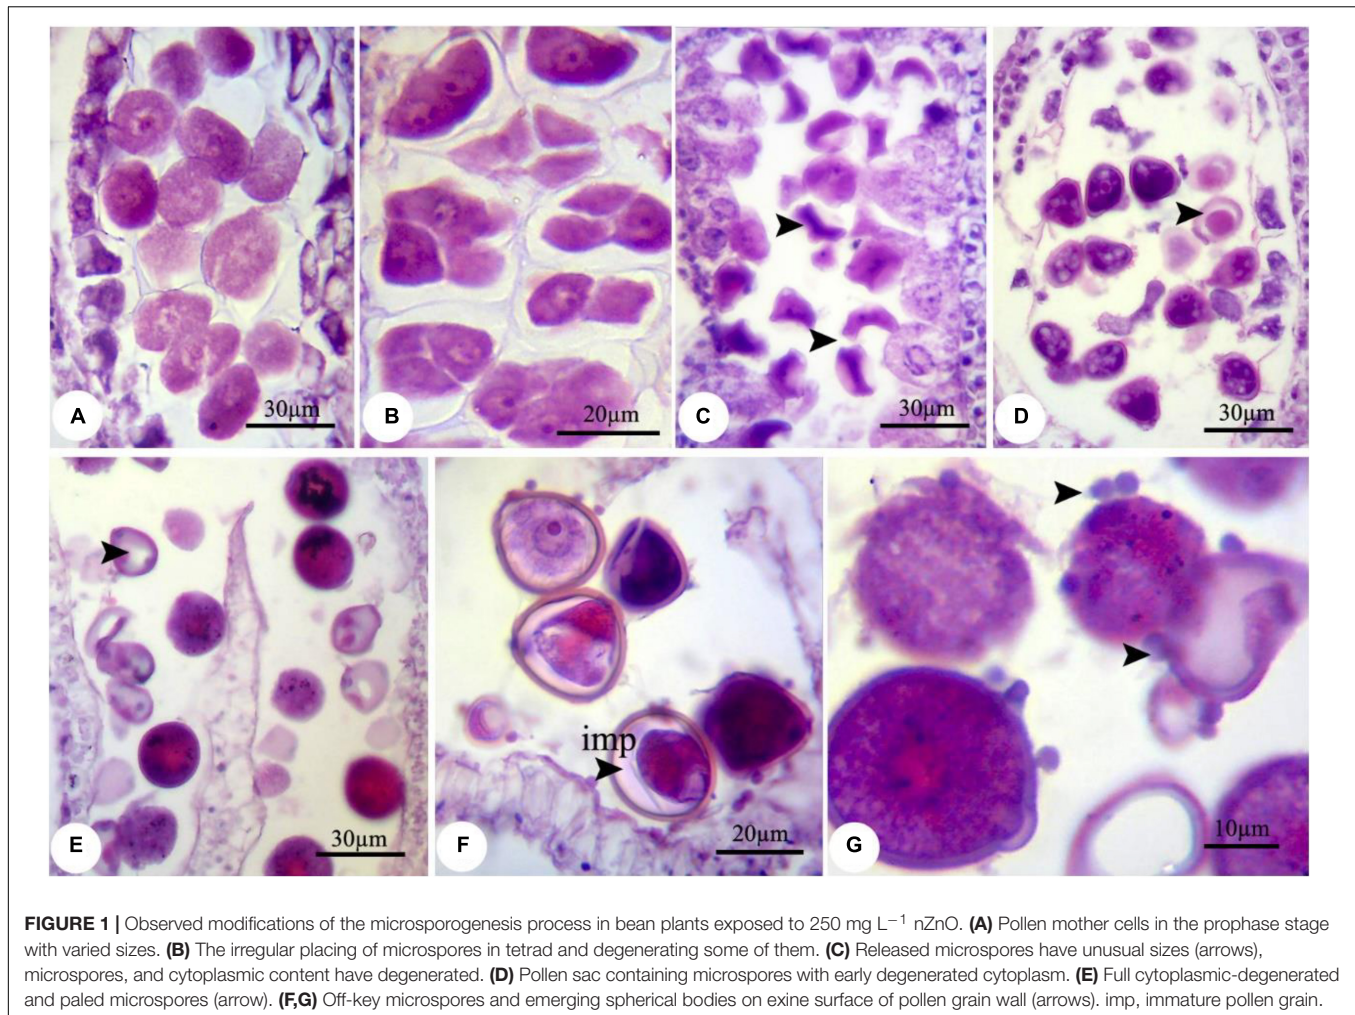 A
30µm
B
20µm
C
30µm
D
30µm
E
30µm
imp
F
20µm
G
10µm
FIGURE 1 | Observed modifications of the microsporogenesis process in bean plants exposed to 250 mg L−1 nZnO. (A) Pollen mother cells in the prophase stage
with varied sizes. (B) The irregular placing of microspores in tetrad and degenerating some of them. (C) Released microspores have unusual sizes (arrows),
microspores, and cytoplasmic content have degenerated. (D) Pollen sac containing microspores with early degenerated cytoplasm. (E) Full cytoplasmic-degenerated
and paled microspores (arrow). (F,G) Off-key microspores and emerging spherical bodies on exine surface of pollen grain wall (arrows). imp, immature pollen grain.